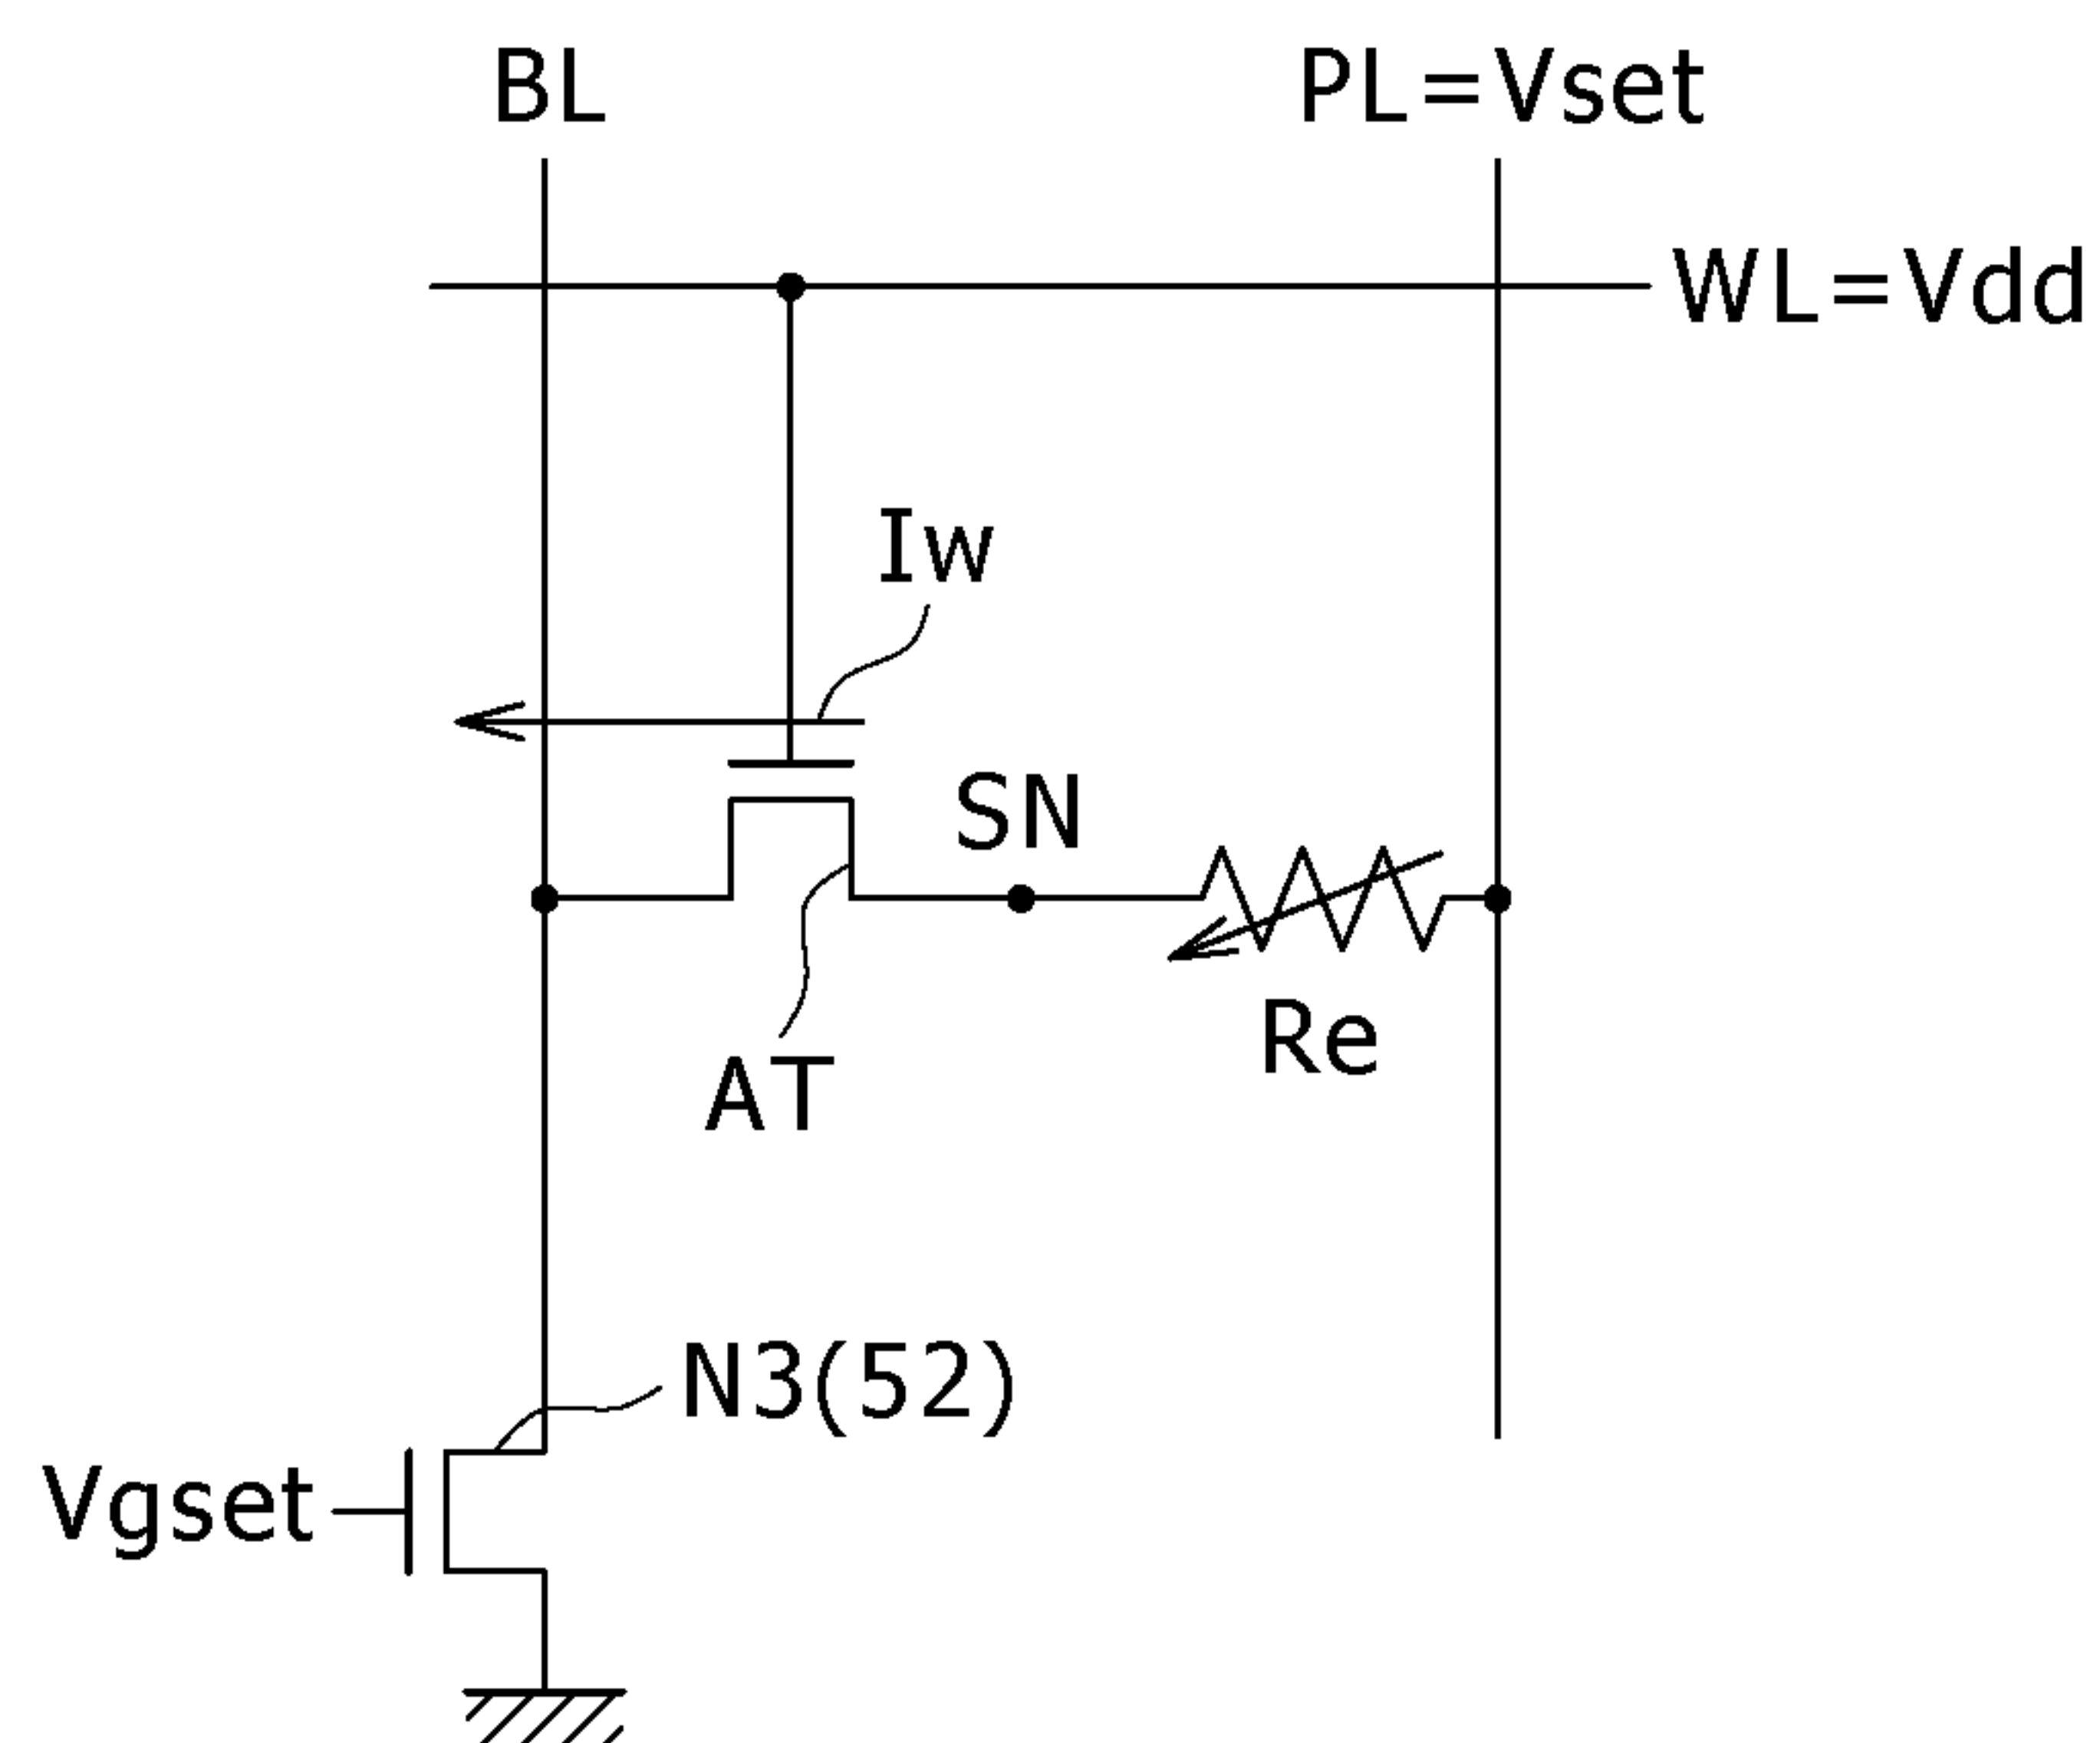 BL
PL=Vset
WL=Vdd
Iw
SN
Re
AT
N3(52)
Vgset